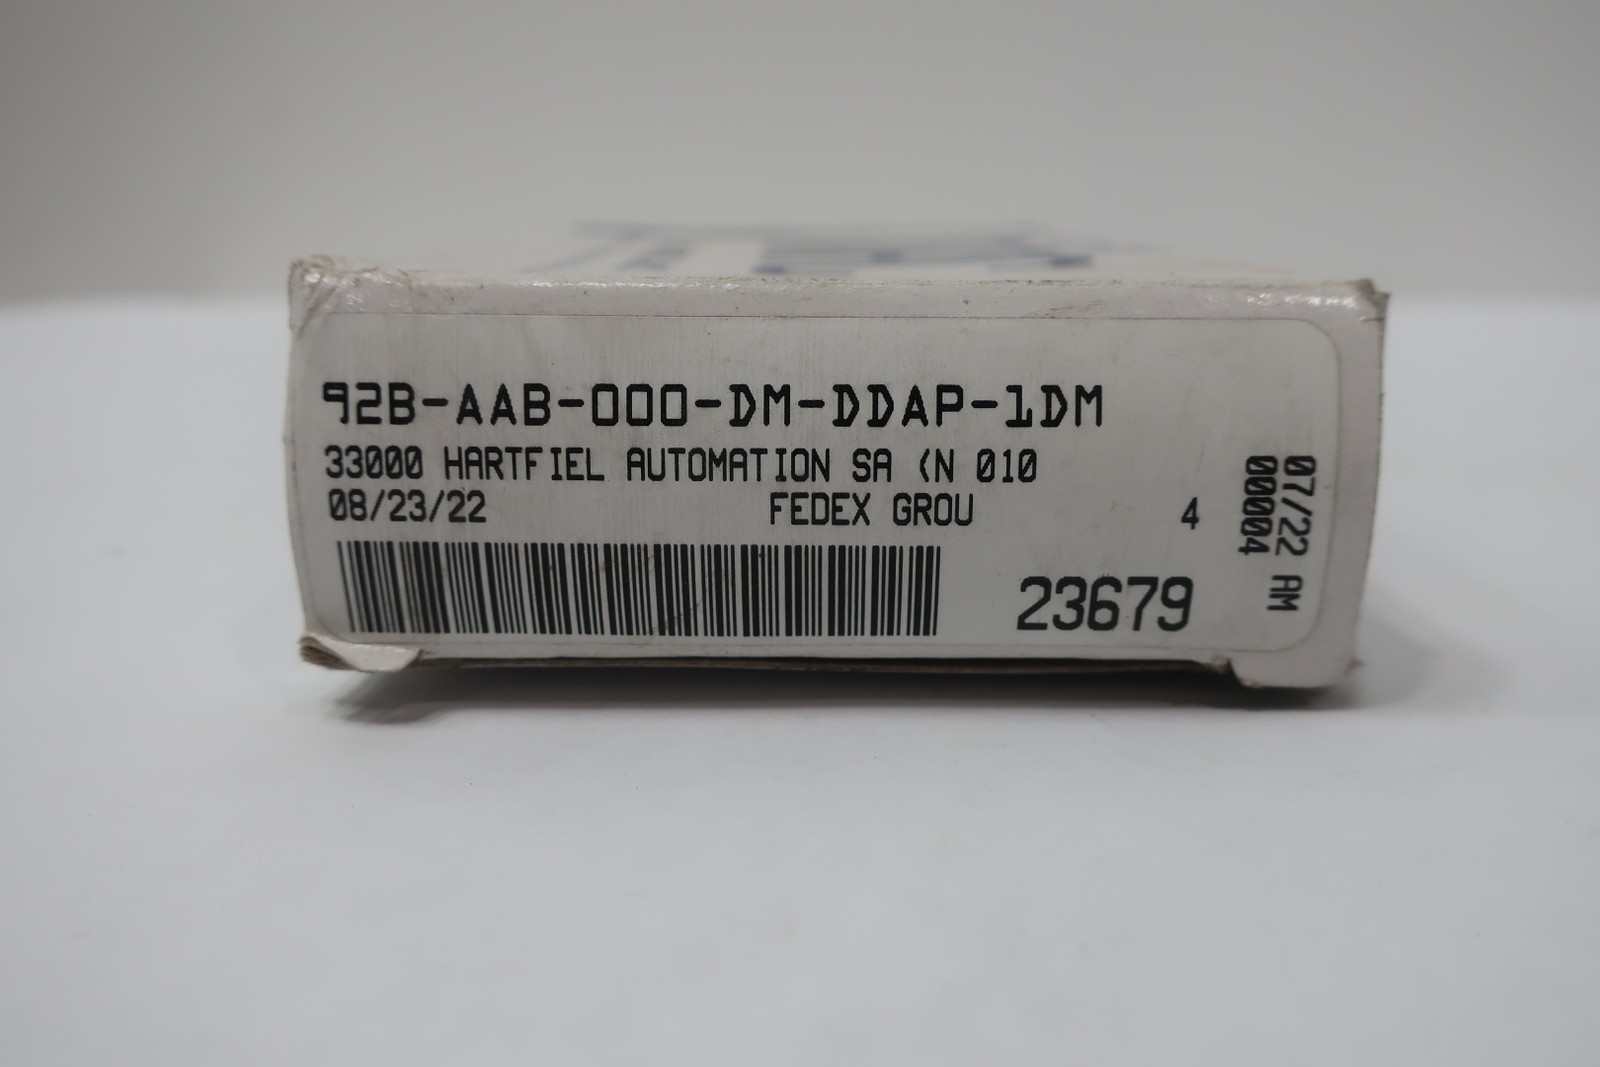 92B-AAB-000-DM-DDAP-1DM
33000 HARTFIEL AUTOMATION SA (N 010
08/23/22 FEDEX GROU 4
23679
07/22 AM
00004